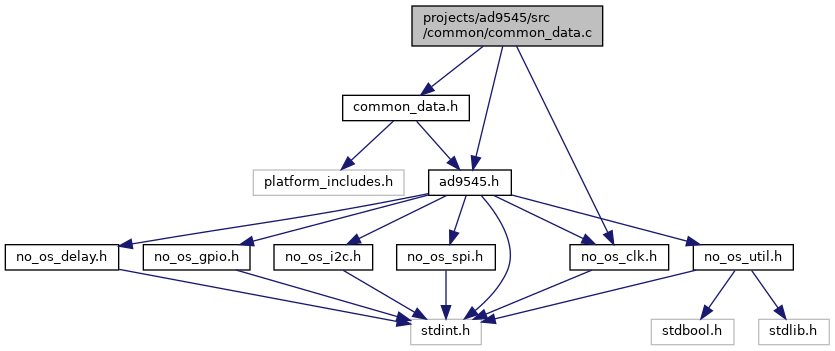 projects/ad9545/src
/common/common_data.c
common_data.h
platform_includes.h
ad9545.h
no_os_delay.h
no_os_gpio.h
no_os_i2c.h
no_os_spi.h
no_os_clk.h
no_os_util.h
stdint.h
stdbool.h
stdlib.h